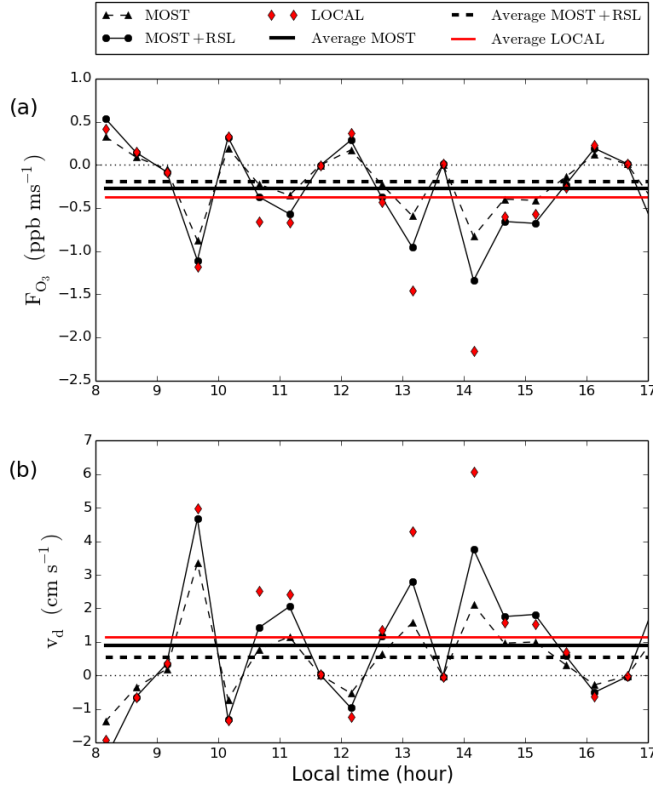 MOST
LOCAL
Average MOST+RSL
MOST+RSL
Average MOST
Average LOCAL
(a)
F_O₃ (ppb ms⁻¹)
1.0
0.5
0.0
−0.5
−1.0
−1.5
−2.0
−2.5
8 9 10 11 12 13 14 15 16 17
(b)
v_d (cm s⁻¹)
7
6
5
4
3
2
1
0
−1
−2
8 9 10 11 12 13 14 15 16 17
Local time (hour)